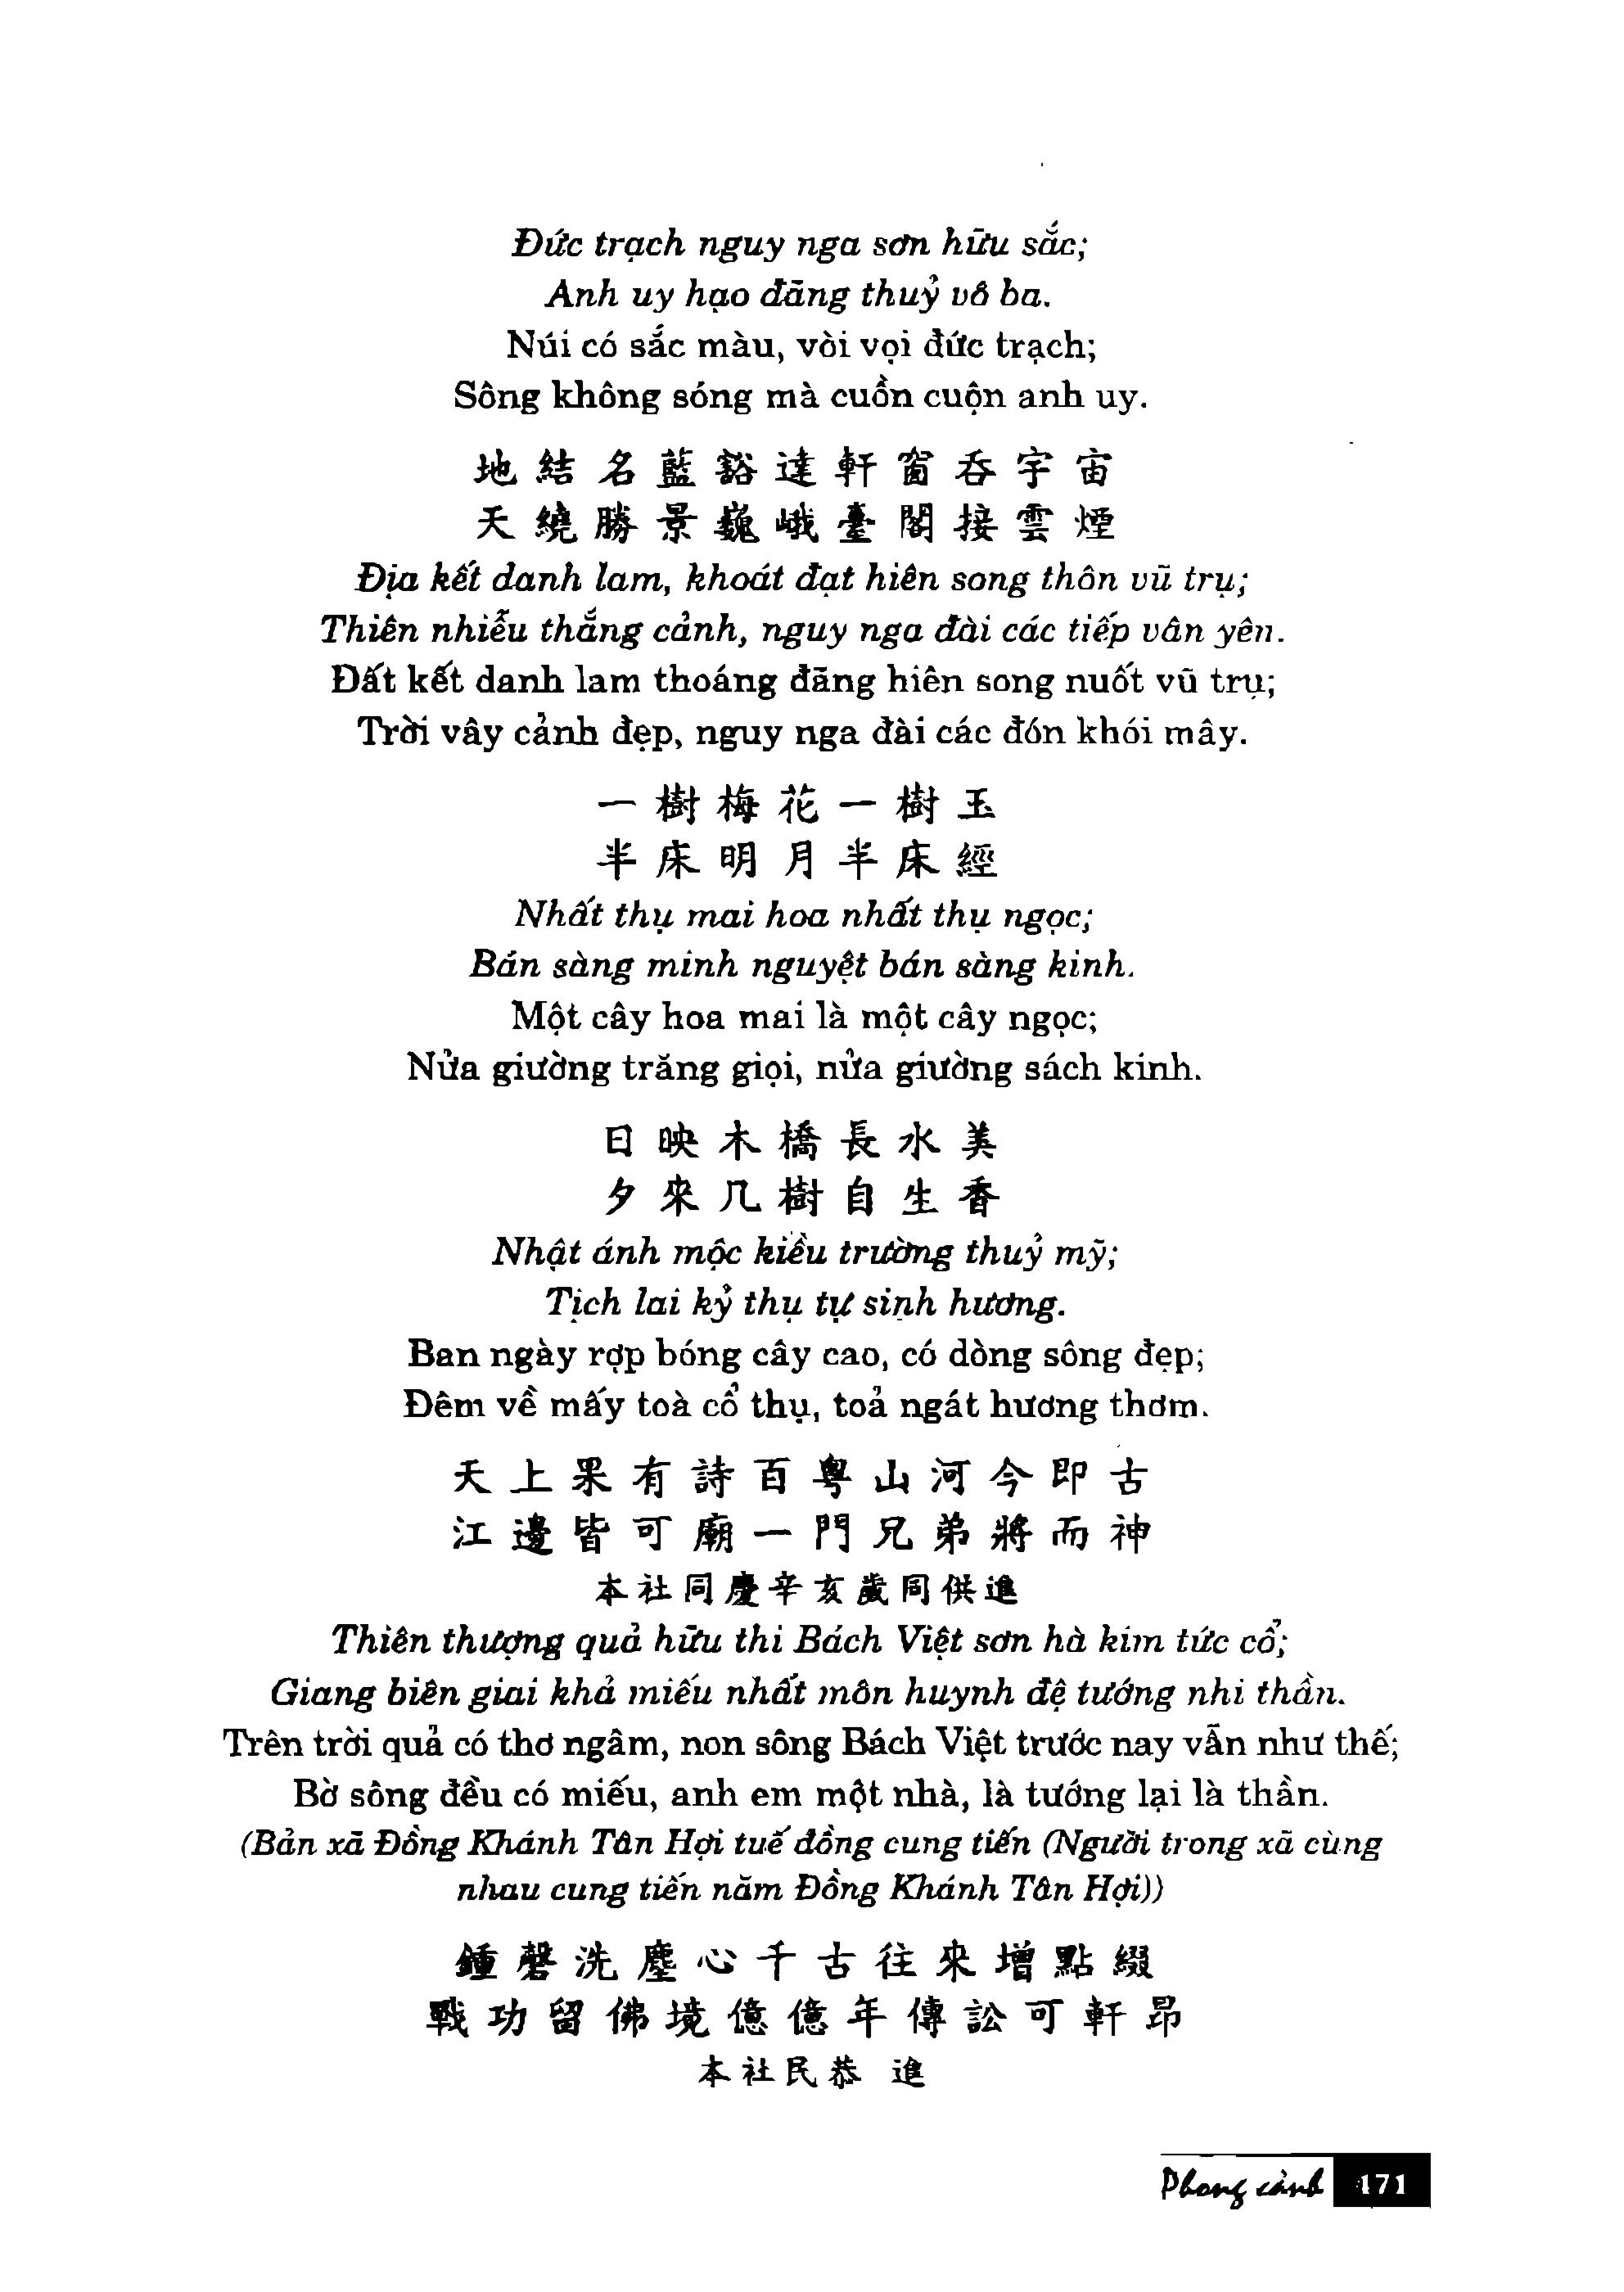 Đức trạch nguy nga sơn hữu sắc;
Anh uy hạo đãng thuỷ vô ba.
Núi có sắc màu, vòi vọi đức trạch;
Sông không sóng mà cuồn cuộn anh uy.
地結名藍豁達軒窗吞宇宙
天繞勝景巍峨臺閣接雲煙
Địa kết danh lam, khoát đạt hiên song thôn vũ trụ;
Thiên nhiễu thắng cảnh, nguy nga đài các tiếp vân yên.
Đất kết danh lam thoáng đãng hiên song nuốt vũ trụ;
Trời vây cảnh đẹp, nguy nga đài các đón khói mây.
一樹梅花一樹玉
半床明月半床經
Nhất thụ mai hoa nhất thụ ngọc;
Bán sàng minh nguyệt bán sàng kinh.
Một cây hoa mai là một cây ngọc;
Nửa giường trăng giọi, nửa giường sách kinh.
日映木橋長水美
夕來几樹自生香
Nhật ánh mộc kiều trường thuỷ mỹ;
Tịch lai kỷ thụ tự sinh hương.
Ban ngày rợp bóng cây cao, có dòng sông đẹp;
Đêm về mấy toà cổ thụ, toả ngát hương thơm.
天上果有詩百粵山河今即古
江邊皆可廟一門兄弟將而神
本社同慶辛亥歲同供進
Thiên thượng quả hữu thi Bách Việt sơn hà kim tức cổ;
Giang biên giai khả miếu nhất môn huynh đệ tướng nhi thần.
Trên trời quả có thơ ngâm, non sông Bách Việt trước nay vẫn như thế;
Bờ sông đều có miếu, anh em một nhà, là tướng lại là thần.
(Bản xã Đồng Khánh Tân Hợi tuế đồng cung tiến (Người trong xã cùng
nhau cung tiến năm Đồng Khánh Tân Hợi))
鍾磬洗塵心千古往來增點綴
戰功留佛境億億年傳訟可軒昂
本社民恭 進
Phong cảnh 171